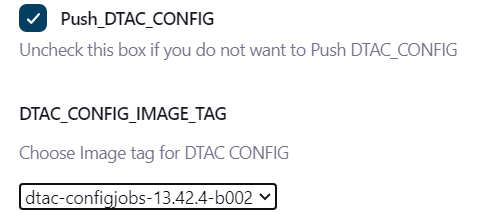 Push_DTAC_CONFIG
Uncheck this box if you do not want to Push DTAC_CONFIG
DTAC_CONFIG_IMAGE_TAG
Choose Image tag for DTAC CONFIG
dtac-configjobs-13.42.4-b002